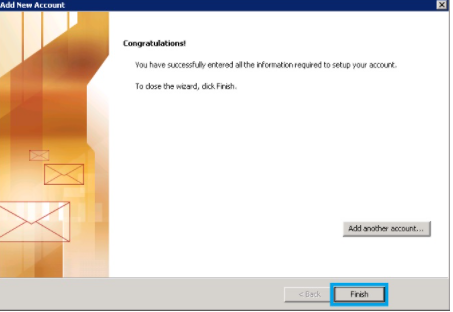 Add New Account
Congratulations!
You have successfully entered all the information required to setup your account.
To close the wizard, click Finish.
Add another account...
< Back
Finish